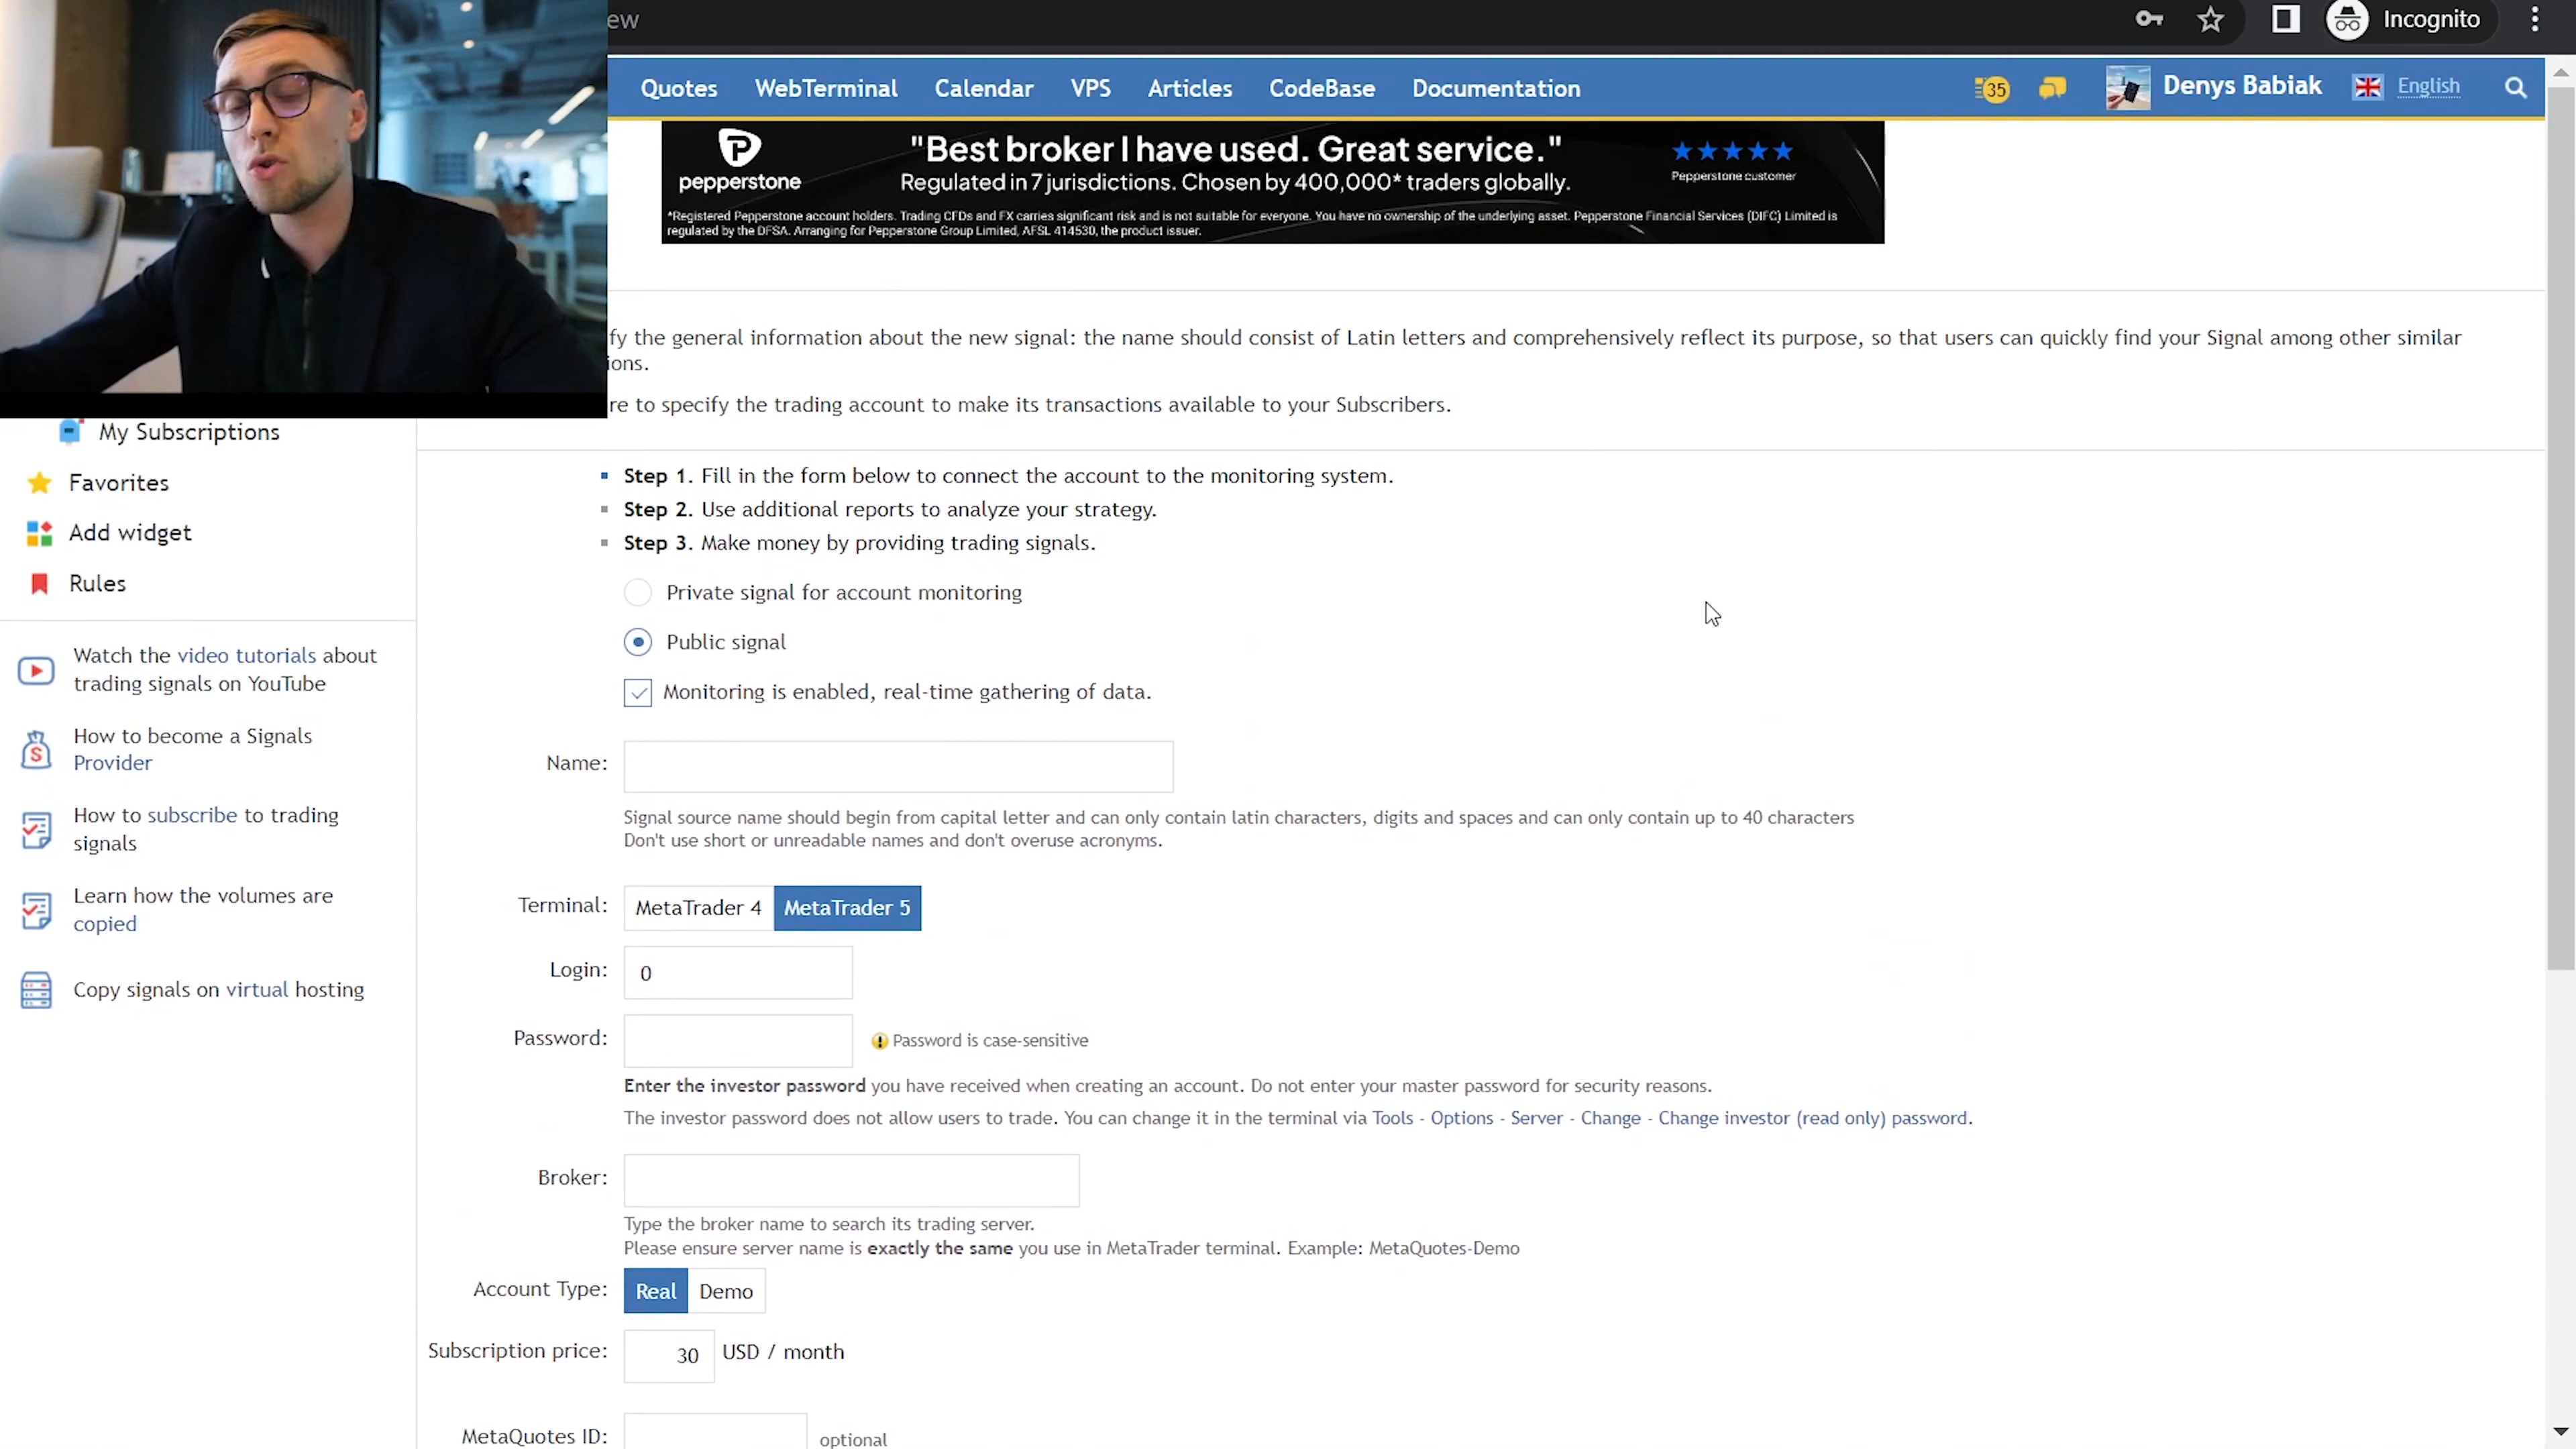 ew
Incognito
Quotes WebTerminal Calendar VPS Articles CodeBase Documentation
35
Denys Babiak
English
pepperstone
"Best broker I have used. Great service."
Regulated in 7 jurisdictions. Chosen by 400,000* traders globally.
Pepperstone customer
*Registered Pepperstone account holders. Trading CFDs and FX carries significant risk and is not suitable for everyone. You have no ownership of the underlying asset. Pepperstone Financial Services (DIFC) Limited is
regulated by the DFSA. Arranging for Pepperstone Group Limited, AFSL 414530, the product issuer.
fy the general information about the new signal: the name should consist of Latin letters and comprehensively reflect its purpose, so that users can quickly find your Signal among other similar
ions.
re to specify the trading account to make its transactions available to your Subscribers.
My Subscriptions
Favorites
Add widget
Rules
Watch the video tutorials about
trading signals on YouTube
How to become a Signals
Provider
How to subscribe to trading
signals
Learn how the volumes are
copied
Copy signals on virtual hosting
Step 1. Fill in the form below to connect the account to the monitoring system.
Step 2. Use additional reports to analyze your strategy.
Step 3. Make money by providing trading signals.
Private signal for account monitoring
Public signal
Monitoring is enabled, real-time gathering of data.
Name:
Signal source name should begin from capital letter and can only contain latin characters, digits and spaces and can only contain up to 40 characters
Don't use short or unreadable names and don't overuse acronyms.
Terminal: MetaTrader 4 MetaTrader 5
Login: 0
Password: Password is case-sensitive
Enter the investor password you have received when creating an account. Do not enter your master password for security reasons.
The investor password does not allow users to trade. You can change it in the terminal via Tools - Options - Server - Change - Change investor (read only) password.
Broker:
Type the broker name to search its trading server.
Please ensure server name is exactly the same you use in MetaTrader terminal. Example: MetaQuotes-Demo
Account Type: Real Demo
Subscription price: 30 USD / month
MetaQuotes ID: optional